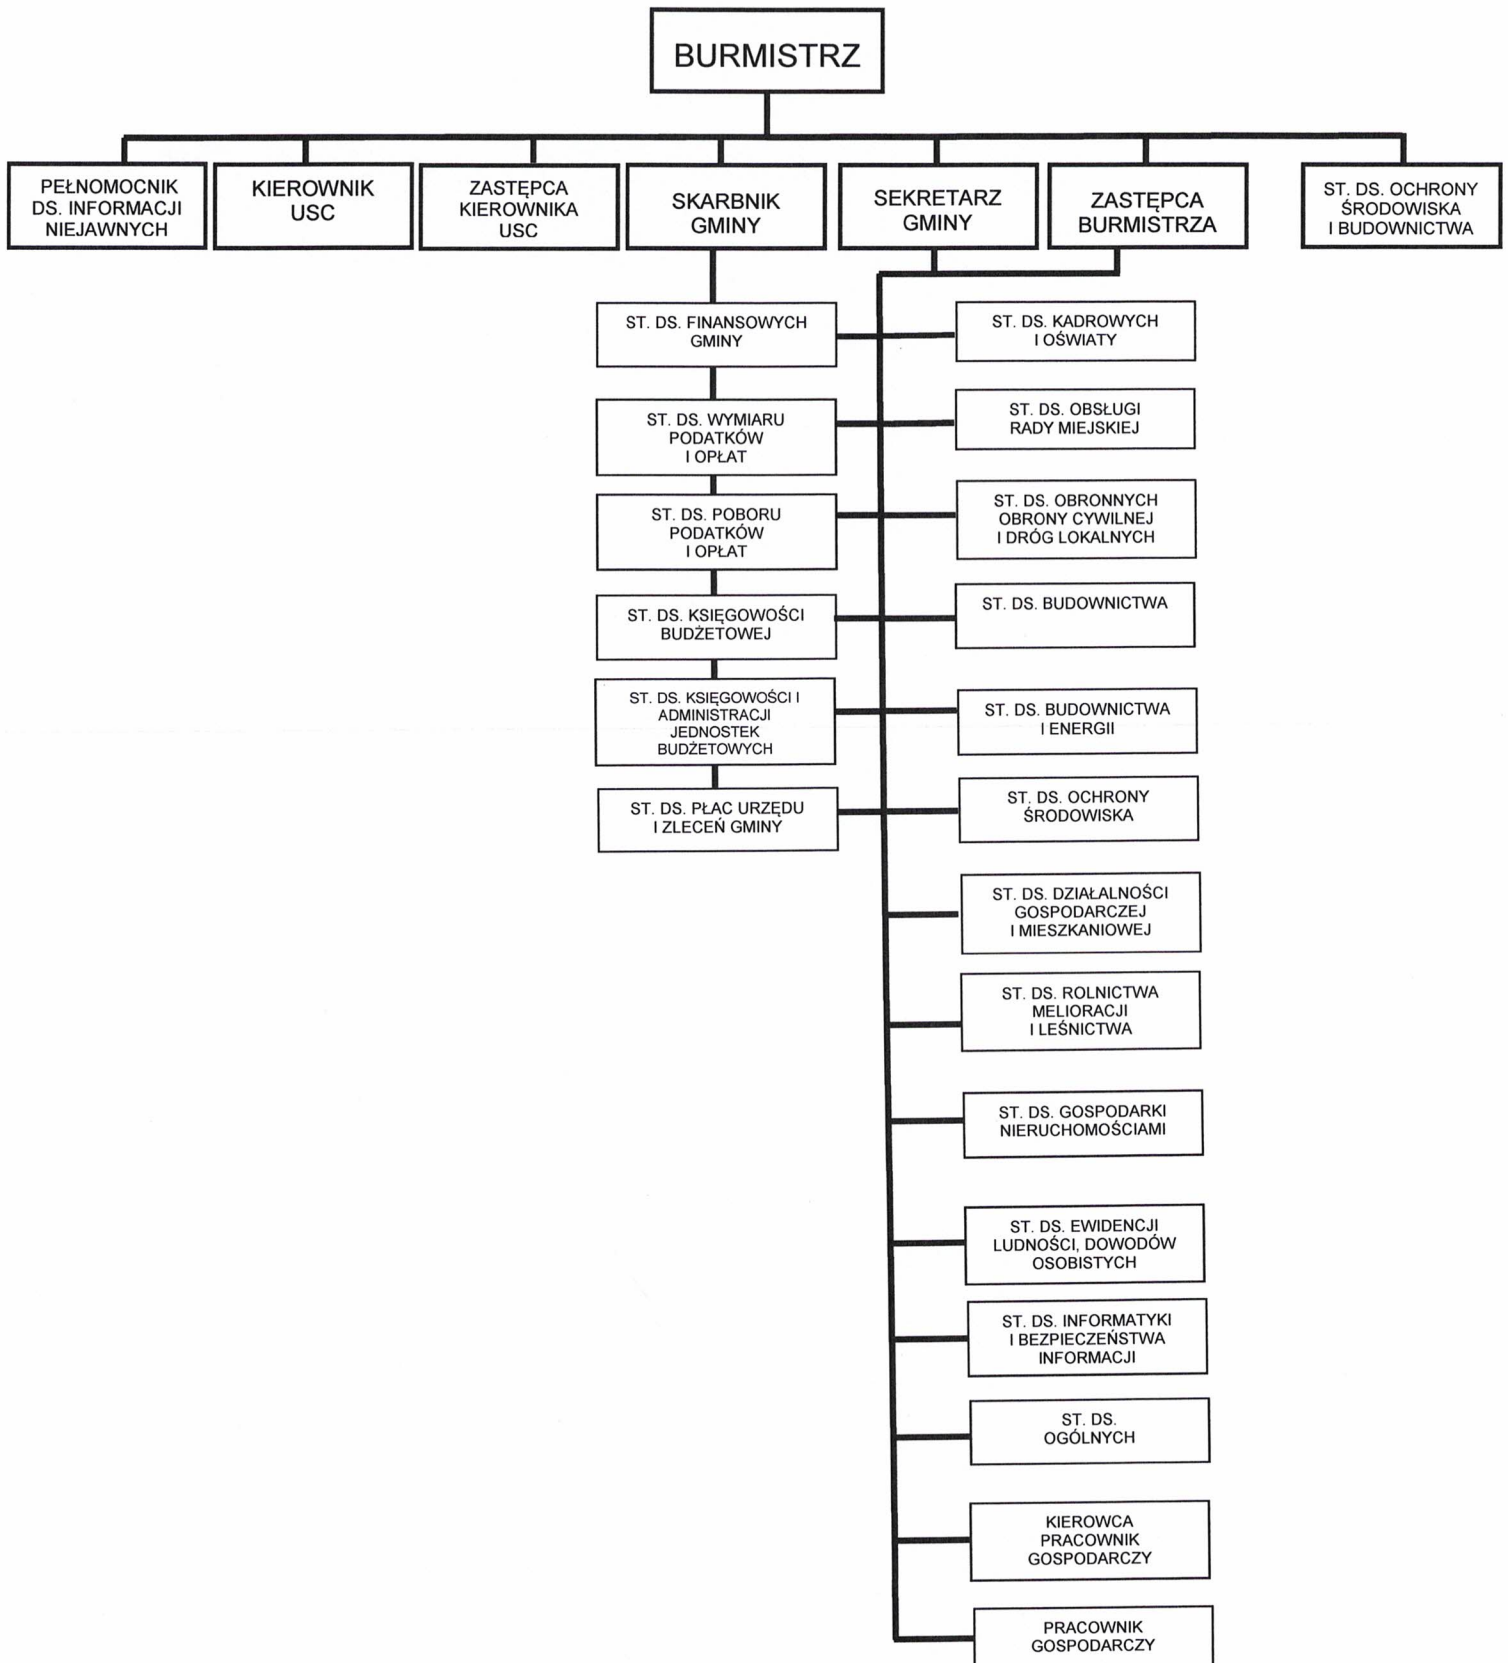 BURMISTRZ
PEŁNOMOCNIK
DS. INFORMACJI
NIEJAWNYCH
KIEROWNIK
USC
ZASTĘPCA
KIEROWNIKA
USC
SKARBNIK
GMINY
SEKRETARZ
GMINY
ZASTĘPCA
BURMISTRZA
ST. DS. OCHRONY
ŚRODOWISKA
I BUDOWNICTWA
ST. DS. FINANSOWYCH
GMINY
ST. DS. WYMIARU
PODATKÓW
I OPŁAT
ST. DS. POBORU
PODATKÓW
I OPŁAT
ST. DS. KSIĘGOWOŚCI
BUDŻETOWEJ
ST. DS. KSIĘGOWOŚCI I
ADMINISTRACJI
JEDNOSTEK
BUDŻETOWYCH
ST. DS. PŁAC URZĘDU
I ZLECEŃ GMINY
ST. DS. KADROWYCH
I OŚWIATY
ST. DS. OBSŁUGI
RADY MIEJSKIEJ
ST. DS. OBRONNYCH
OBRONY CYWILNEJ
I DRÓG LOKALNYCH
ST. DS. BUDOWNICTWA
ST. DS. BUDOWNICTWA
I ENERGII
ST. DS. OCHRONY
ŚRODOWISKA
ST. DS. DZIAŁALNOŚCI
GOSPODARCZEJ
I MIESZKANIOWEJ
ST. DS. ROLNICTWA
MELIORACJI
I LEŚNICTWA
ST. DS. GOSPODARKI
NIERUCHOMOŚCIAMI
ST. DS. EWIDENCJI
LUDNOŚCI, DOWODÓW
OSOBISTYCH
ST. DS. INFORMATYKI
I BEZPIECZEŃSTWA
INFORMACJI
ST. DS.
OGÓLNYCH
KIEROWCA
PRACOWNIK
GOSPODARCZY
PRACOWNIK
GOSPODARCZY